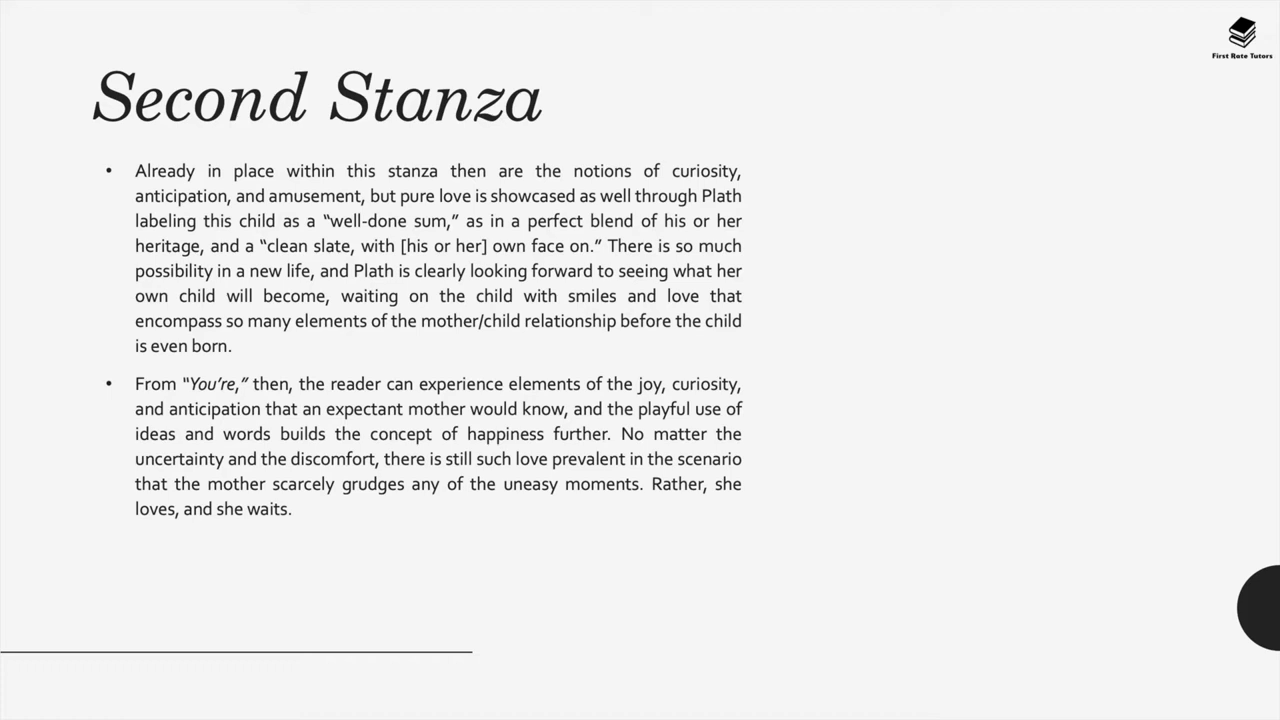 First Rate Tutors
Second Stanza
• Already in place within this stanza then are the notions of curiosity,
anticipation, and amusement, but pure love is showcased as well through Plath
labeling this child as a “well-done sum,” as in a perfect blend of his or her
heritage, and a “clean slate, with [his or her] own face on.” There is so much
possibility in a new life, and Plath is clearly looking forward to seeing what her
own child will become, waiting on the child with smiles and love that
encompass so many elements of the mother/child relationship before the child
is even born.
• From “You’re,” then, the reader can experience elements of the joy, curiosity,
and anticipation that an expectant mother would know, and the playful use of
ideas and words builds the concept of happiness further. No matter the
uncertainty and the discomfort, there is still such love prevalent in the scenario
that the mother scarcely grudges any of the uneasy moments. Rather, she
loves, and she waits.